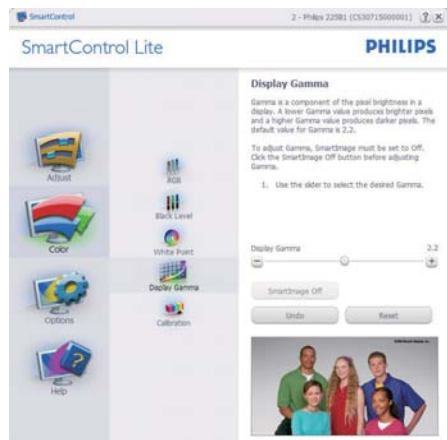 SmartControl
2 - Philips 225B1 (CS30715000001)
? X
SmartControl Lite
PHILIPS
Adjust
Color
Options
Help
RGB
Black Level
White Point
Display Gamma
Calibration
Display Gamma
Gamma is a component of the pixel brightness in a
display. A lower Gamma value produces brighter pixels
and a higher Gamma value produces darker pixels. The
default value for Gamma is 2.2.
To adjust Gamma, SmartImage must be set to Off.
Click the SmartImage Off button before adjusting
Gamma.
1. Use the slider to select the desired Gamma.
Display Gamma 2.2
SmartImage Off
Undo
Reset